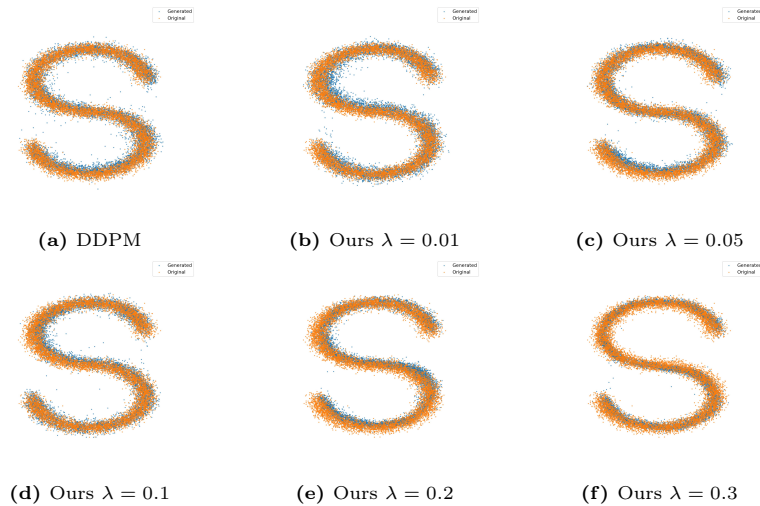 Generated
Original
Generated
Original
Generated
Original
(a) DDPM
(b) Ours λ = 0.01
(c) Ours λ = 0.05
Generated
Original
Generated
Original
Generated
Original
(d) Ours λ = 0.1
(e) Ours λ = 0.2
(f) Ours λ = 0.3